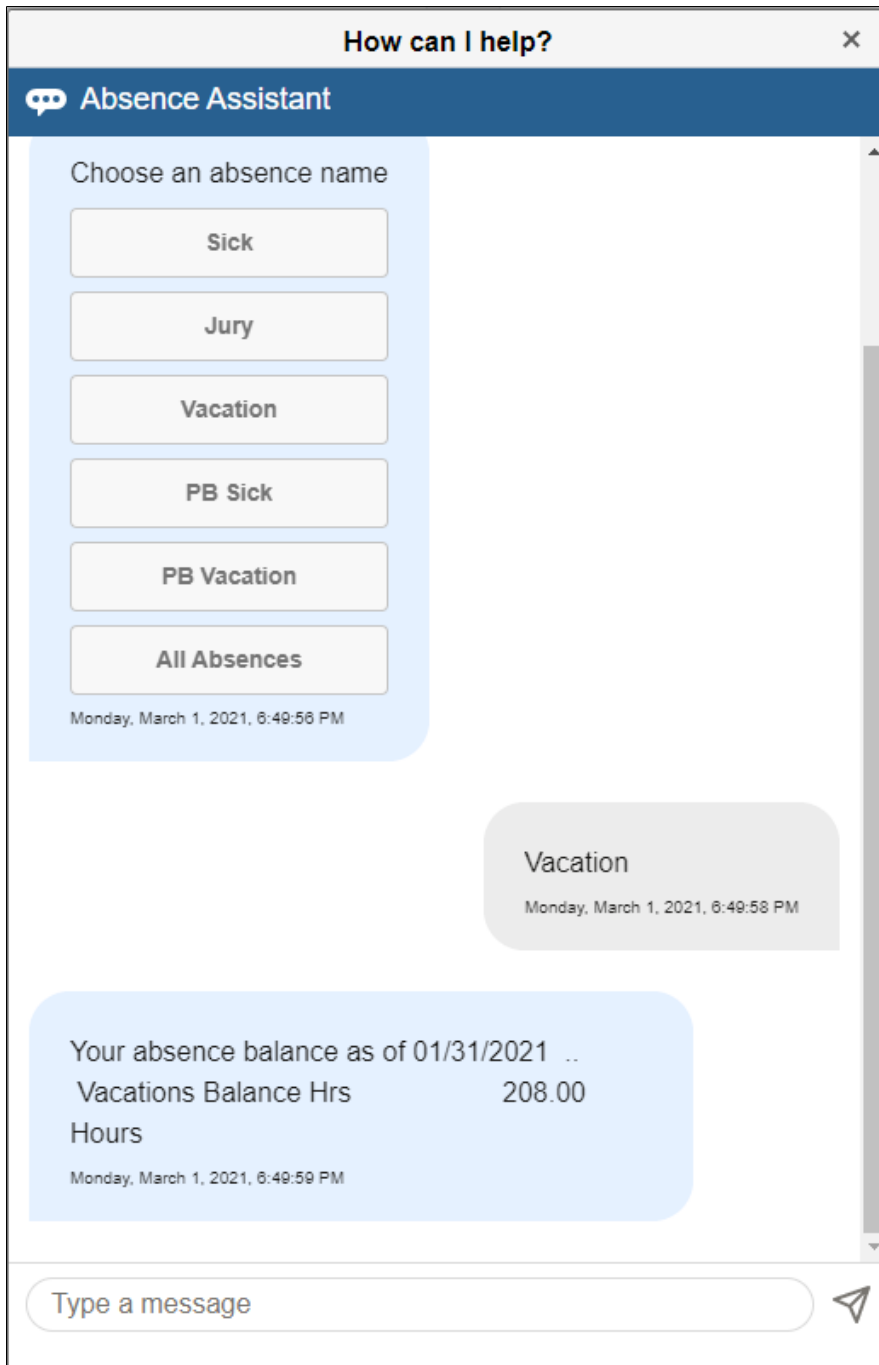 How can I help?
Absence Assistant
Choose an absence name
Sick
Jury
Vacation
PB Sick
PB Vacation
All Absences
Monday, March 1, 2021, 6:49:56 PM
Vacation
Monday, March 1, 2021, 6:49:58 PM
Your absence balance as of 01/31/2021 ..
Vacations Balance Hrs 208.00
Hours
Monday, March 1, 2021, 6:49:59 PM
Type a message